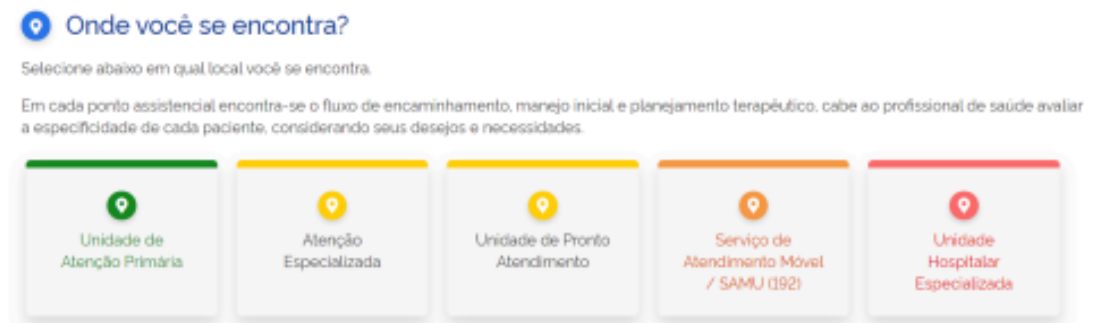 Onde você se encontra?
Selecione abaixo em qual local você se encontra.
Em cada ponto assistencial encontra-se o fluxo de encaminhamento, manejo inicial e planejamento terapêutico, cabe ao profissional de saúde avaliar
a especificidade de cada paciente, considerando seus desejos e necessidades.
Unidade de
Atenção Primária
Atenção
Especializada
Unidade de Pronto
Atendimento
Serviço de
Atendimento Móvel
/ SAMU (192)
Unidade
Hospitalar
Especializada